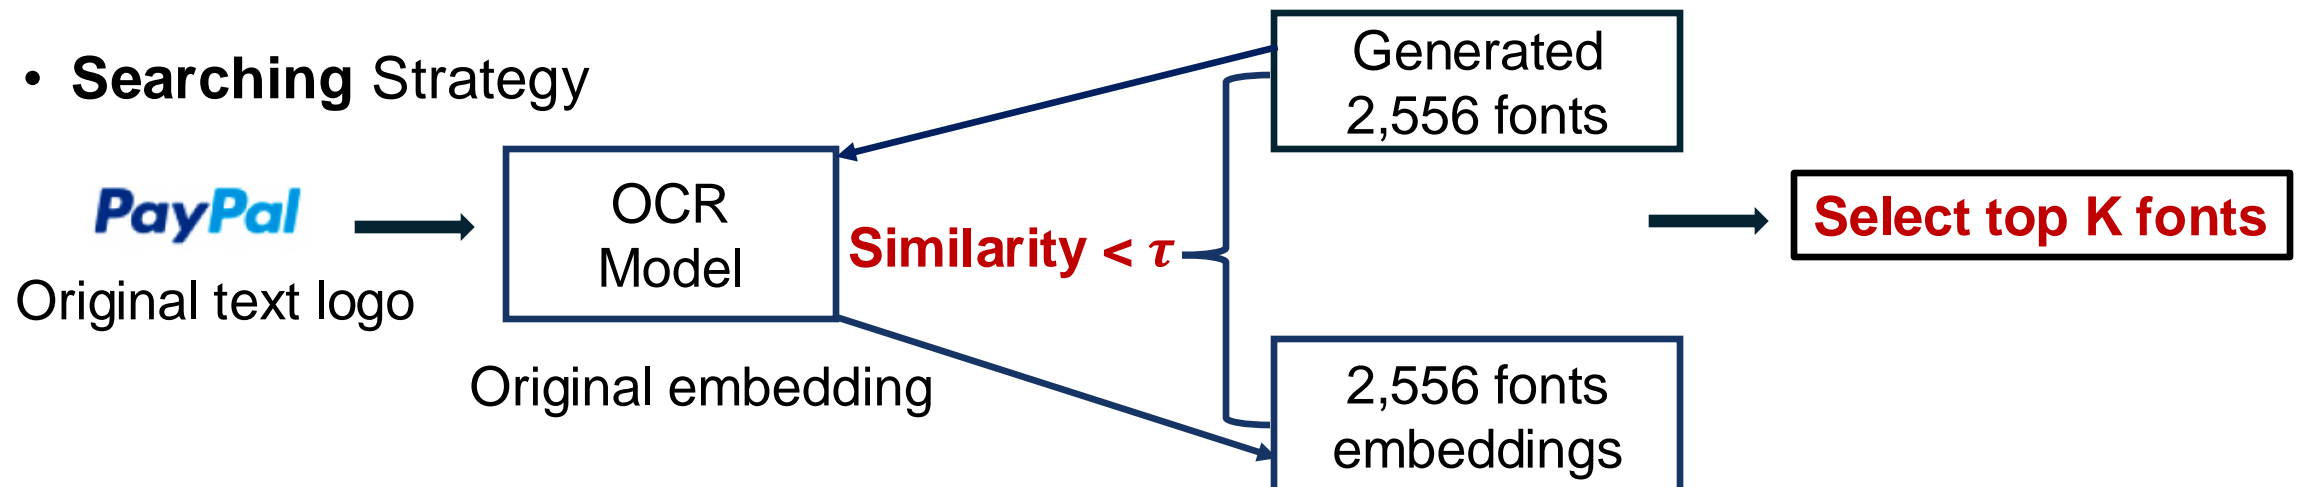 • Searching Strategy
PayPal
Original text logo
OCR
Model
Original embedding
Similarity < τ
Generated
2,556 fonts
2,556 fonts
embeddings
Select top K fonts